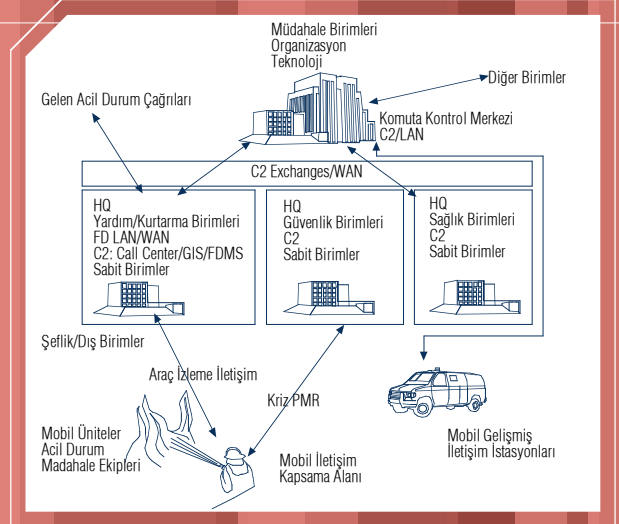 Müdahale Birimleri
Organizasyon
Teknoloji
Diğer Birimler
Gelen Acil Durum Çağrıları
Komuta Kontrol Merkezi
C2/LAN
C2 Exchanges/WAN
HQ
Yardım/Kurtarma Birimleri
FD LAN/WAN
C2: Call Center/GIS/FDMS
Sabit Birimler
HQ
Güvenlik Birimleri
C2
Sabit Birimler
HQ
Sağlık Birimleri
C2
Sabit Birimler
Şeflik/Dış Birimler
Araç İzleme İletişim
Kriz PMR
Mobil Üniteler
Acil Durum
Madahale Ekipleri
Mobil İletişim
Kapsama Alanı
Mobil Gelişmiş
İletişim İstasyonları